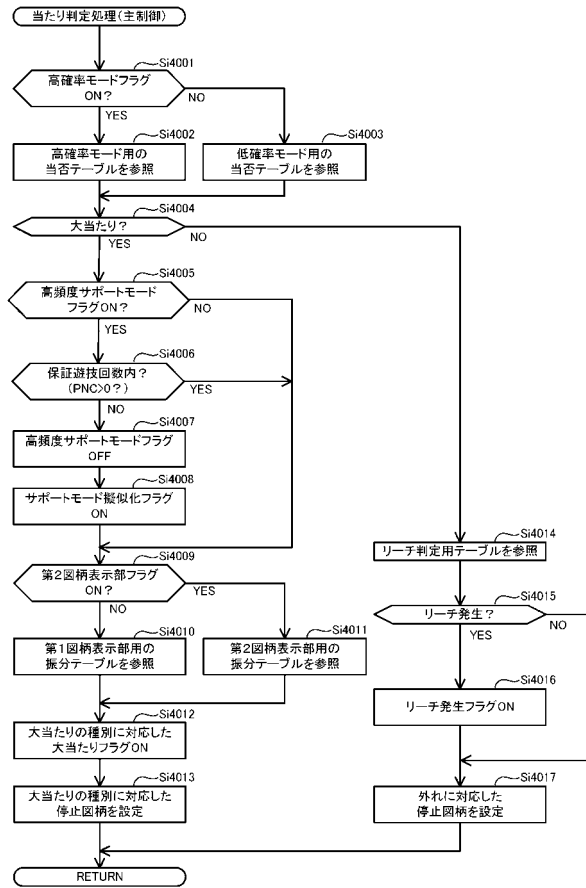 当たり判定処理(主制御)
Si4001
高確率モードフラグ
ON？
NO
YES
Si4002
高確率モード用の
当否テーブルを参照
Si4003
低確率モード用の
当否テーブルを参照
Si4004
大当たり？
NO
YES
Si4005
高頻度サポートモード
フラグON？
NO
YES
Si4006
保証遊技回数内？
(PNC>0？)
YES
NO
Si4007
高頻度サポートモードフラグ
OFF
Si4008
サポートモード擬似化フラグ
ON
Si4009
第2図柄表示部フラグ
ON？
YES
NO
Si4010
第1図柄表示部用の
振分テーブルを参照
Si4011
第2図柄表示部用の
振分テーブルを参照
Si4012
大当たりの種別に対応した
大当たりフラグON
Si4013
大当たりの種別に対応した
停止図柄を設定
Si4014
リーチ判定用テーブルを参照
Si4015
リーチ発生？
NO
YES
Si4016
リーチ発生フラグON
Si4017
外れに対応した
停止図柄を設定
RETURN